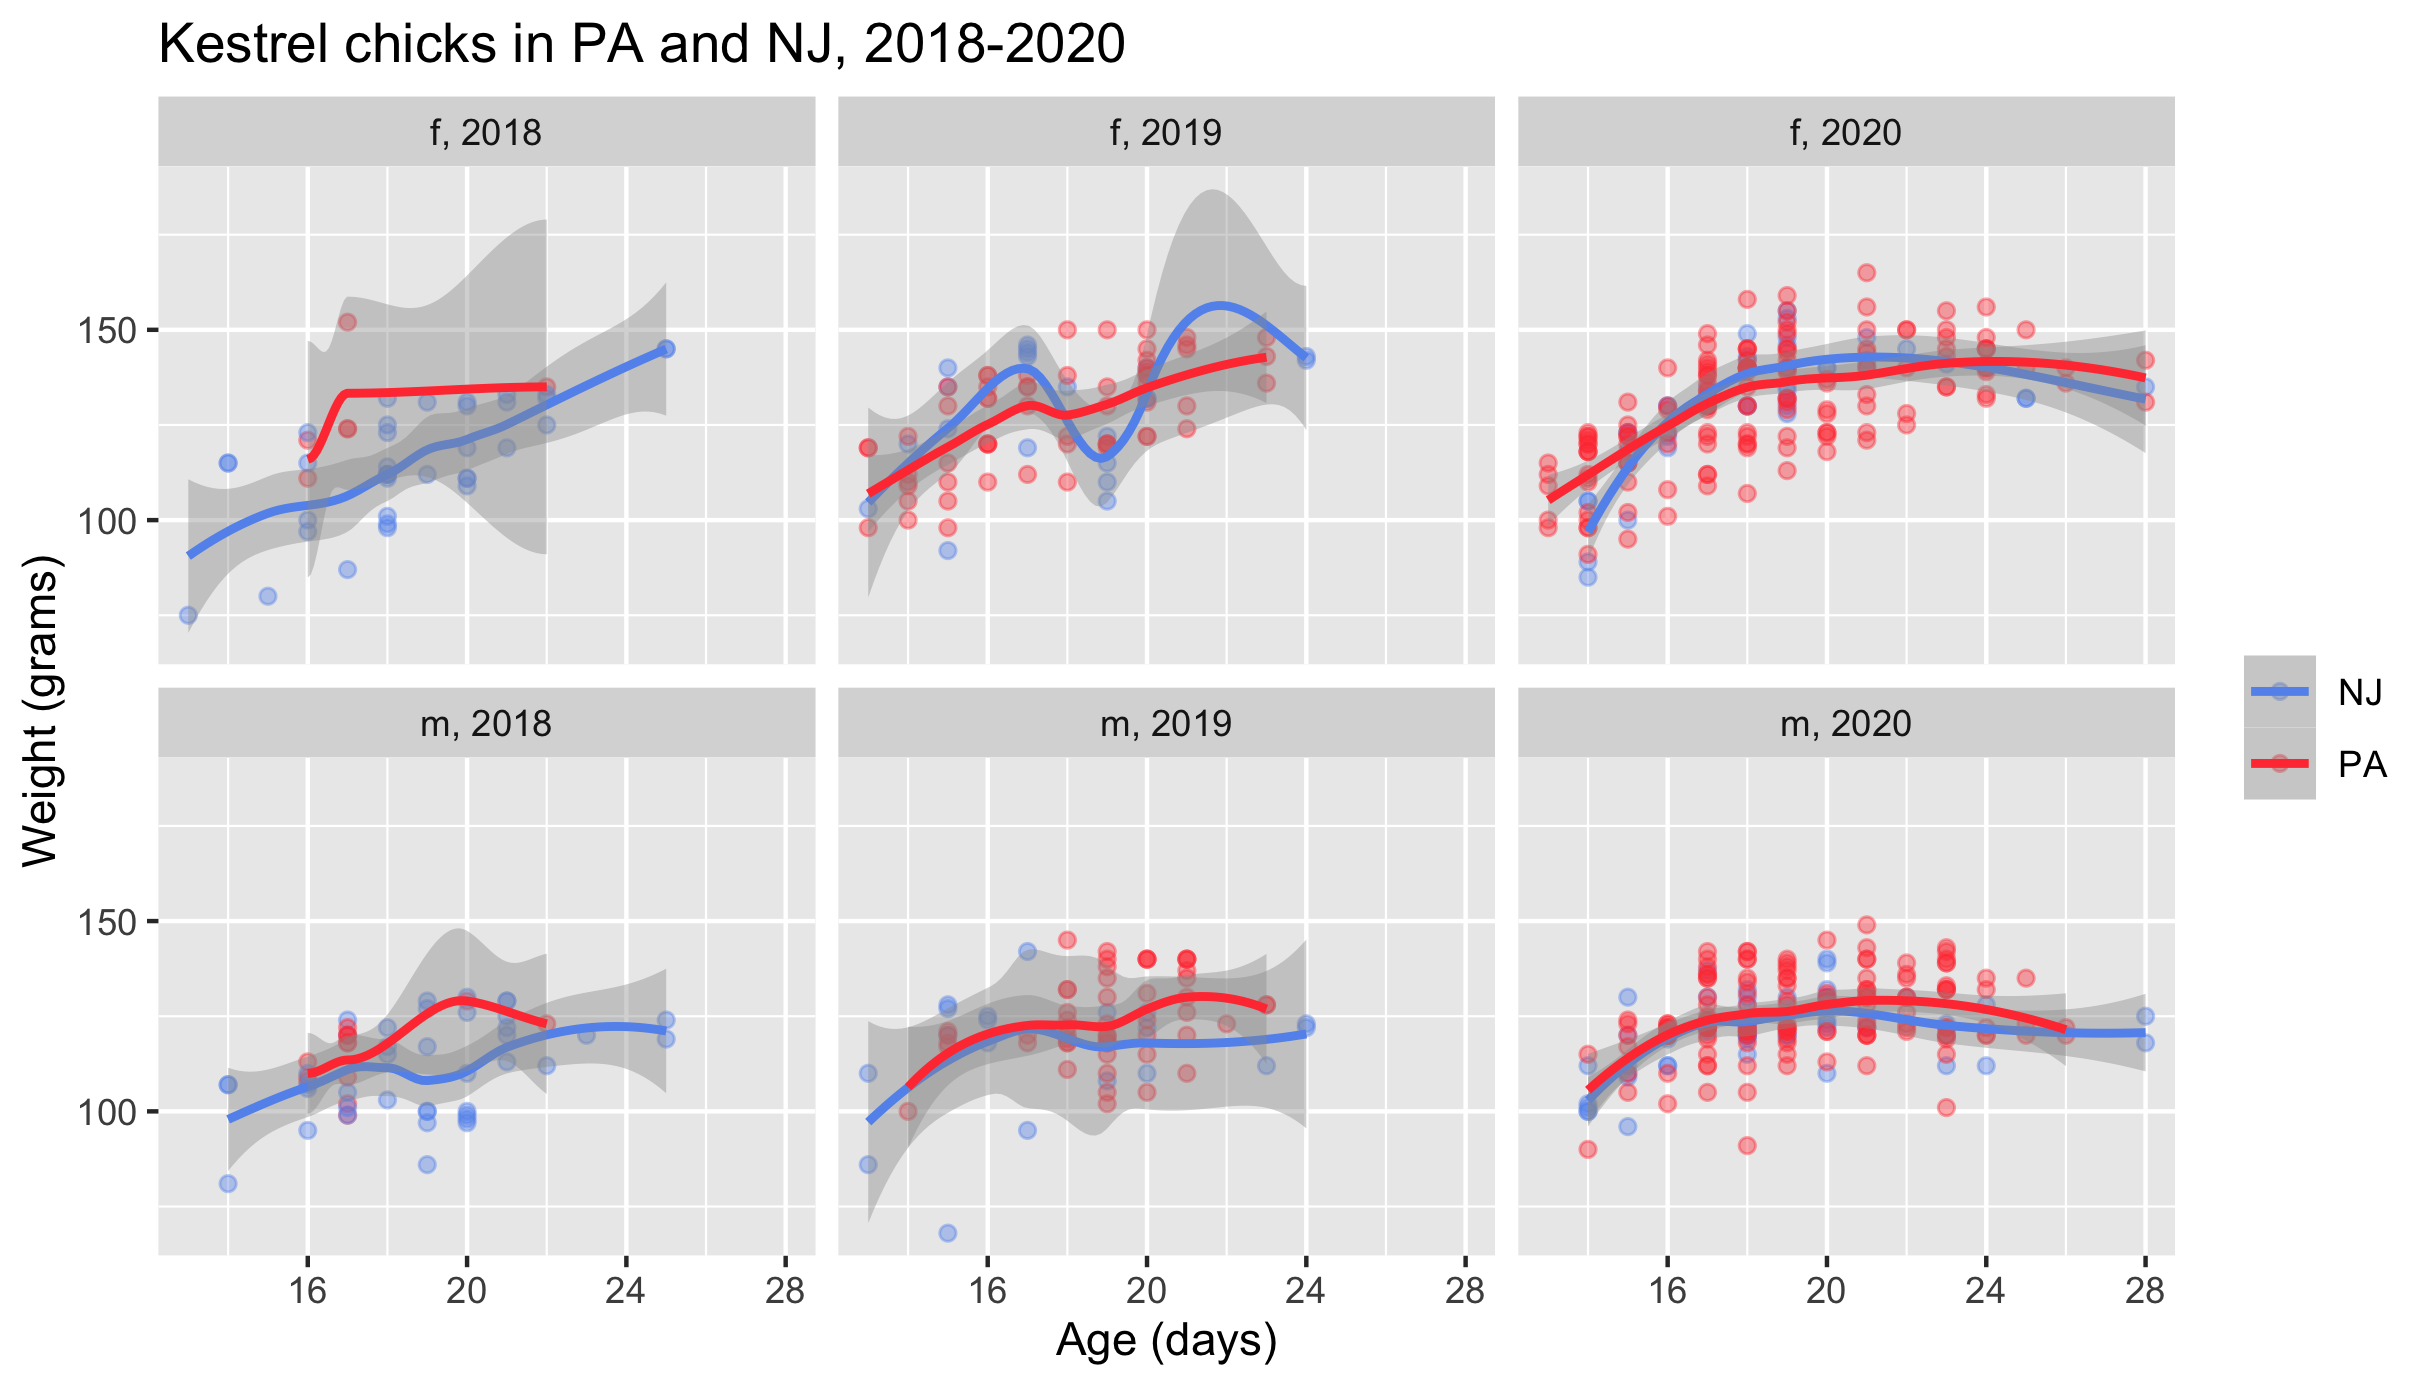 Kestrel chicks in PA and NJ, 2018-2020
f, 2018
f, 2019
f, 2020
150
100
m, 2018
m, 2019
m, 2020
150
100
16 20 24 28
16 20 24 28
16 20 24 28
Age (days)
Weight (grams)
NJ
PA